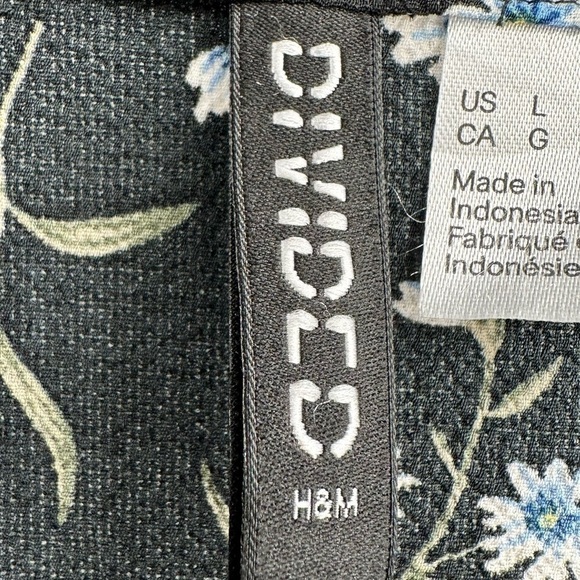 DIVIDED
H&M
US L
CA G
Made in
Indonesia
Fabriqué
Indonésie